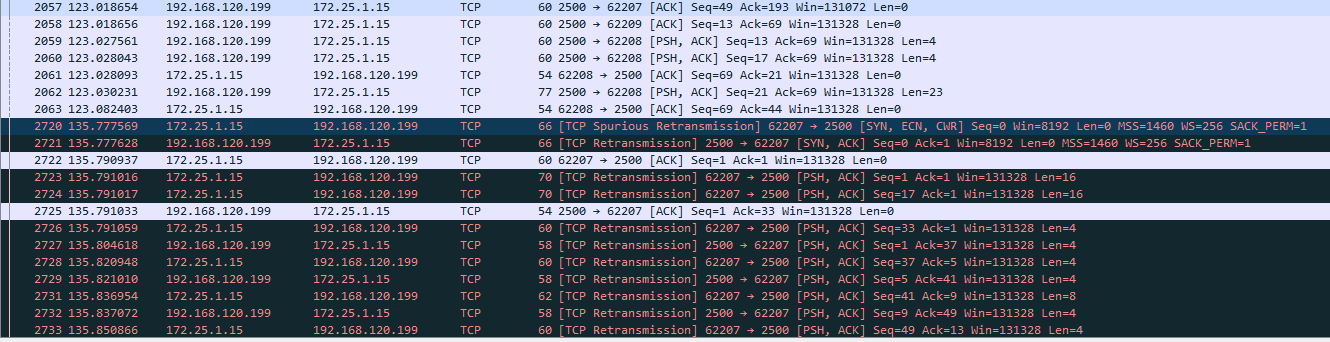 2057 123.018654 192.168.120.199 172.25.1.15 TCP 60 2500 → 62207 [ACK] Seq=49 Ack=193 Win=131072 Len=0
2058 123.018656 192.168.120.199 172.25.1.15 TCP 60 2500 → 62209 [ACK] Seq=13 Ack=69 Win=131328 Len=0
2059 123.027561 192.168.120.199 172.25.1.15 TCP 60 2500 → 62208 [PSH, ACK] Seq=13 Ack=69 Win=131328 Len=4
2060 123.028043 192.168.120.199 172.25.1.15 TCP 60 2500 → 62208 [PSH, ACK] Seq=17 Ack=69 Win=131328 Len=4
2061 123.028093 172.25.1.15 192.168.120.199 TCP 54 62208 → 2500 [ACK] Seq=69 Ack=21 Win=131328 Len=0
2062 123.030231 192.168.120.199 172.25.1.15 TCP 77 2500 → 62208 [PSH, ACK] Seq=21 Ack=69 Win=131328 Len=23
2063 123.082403 172.25.1.15 192.168.120.199 TCP 54 62208 → 2500 [ACK] Seq=69 Ack=44 Win=131328 Len=0
2720 135.777569 172.25.1.15 192.168.120.199 TCP 66 [TCP Spurious Retransmission] 62207 → 2500 [SYN, ECN, CWR] Seq=0 Win=8192 Len=0 MSS=1460 WS=256 SACK_PERM=1
2721 135.777628 192.168.120.199 172.25.1.15 TCP 66 [TCP Retransmission] 2500 → 62207 [SYN, ACK] Seq=0 Ack=1 Win=8192 Len=0 MSS=1460 WS=256 SACK_PERM=1
2722 135.790937 172.25.1.15 192.168.120.199 TCP 60 62207 → 2500 [ACK] Seq=1 Ack=1 Win=131328 Len=0
2723 135.791016 172.25.1.15 192.168.120.199 TCP 70 [TCP Retransmission] 62207 → 2500 [PSH, ACK] Seq=1 Ack=1 Win=131328 Len=16
2724 135.791017 172.25.1.15 192.168.120.199 TCP 70 [TCP Retransmission] 62207 → 2500 [PSH, ACK] Seq=17 Ack=1 Win=131328 Len=16
2725 135.791033 192.168.120.199 172.25.1.15 TCP 54 2500 → 62207 [ACK] Seq=1 Ack=33 Win=131328 Len=0
2726 135.791059 172.25.1.15 192.168.120.199 TCP 60 [TCP Retransmission] 62207 → 2500 [PSH, ACK] Seq=33 Ack=1 Win=131328 Len=4
2727 135.804618 192.168.120.199 172.25.1.15 TCP 58 [TCP Retransmission] 2500 → 62207 [PSH, ACK] Seq=1 Ack=37 Win=131328 Len=4
2728 135.820948 172.25.1.15 192.168.120.199 TCP 60 [TCP Retransmission] 62207 → 2500 [PSH, ACK] Seq=37 Ack=5 Win=131328 Len=4
2729 135.821010 192.168.120.199 172.25.1.15 TCP 58 [TCP Retransmission] 2500 → 62207 [PSH, ACK] Seq=5 Ack=41 Win=131328 Len=4
2731 135.836954 172.25.1.15 192.168.120.199 TCP 62 [TCP Retransmission] 62207 → 2500 [PSH, ACK] Seq=41 Ack=9 Win=131328 Len=8
2732 135.837072 192.168.120.199 172.25.1.15 TCP 58 [TCP Retransmission] 2500 → 62207 [PSH, ACK] Seq=9 Ack=49 Win=131328 Len=4
2733 135.850866 172.25.1.15 192.168.120.199 TCP 60 [TCP Retransmission] 62207 → 2500 [PSH, ACK] Seq=49 Ack=13 Win=131328 Len=4